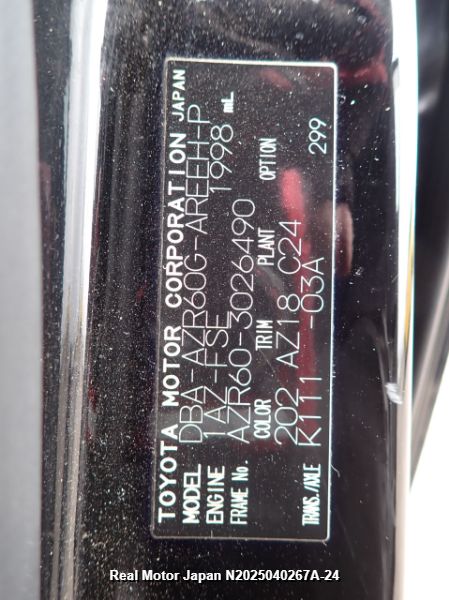 TOYOTA MOTOR CORPORATION JAPAN
MODEL DBA-AZR60G-AREEH-P
ENGINE 1AZ-FSE 1998 mL
FRAME No. AZR60-3026490
COLOR TRIM PLANT OPTION
202 AZ18 C24 299
TRANS./AXLE K111 -03A
Real Motor Japan N2025040267A-24